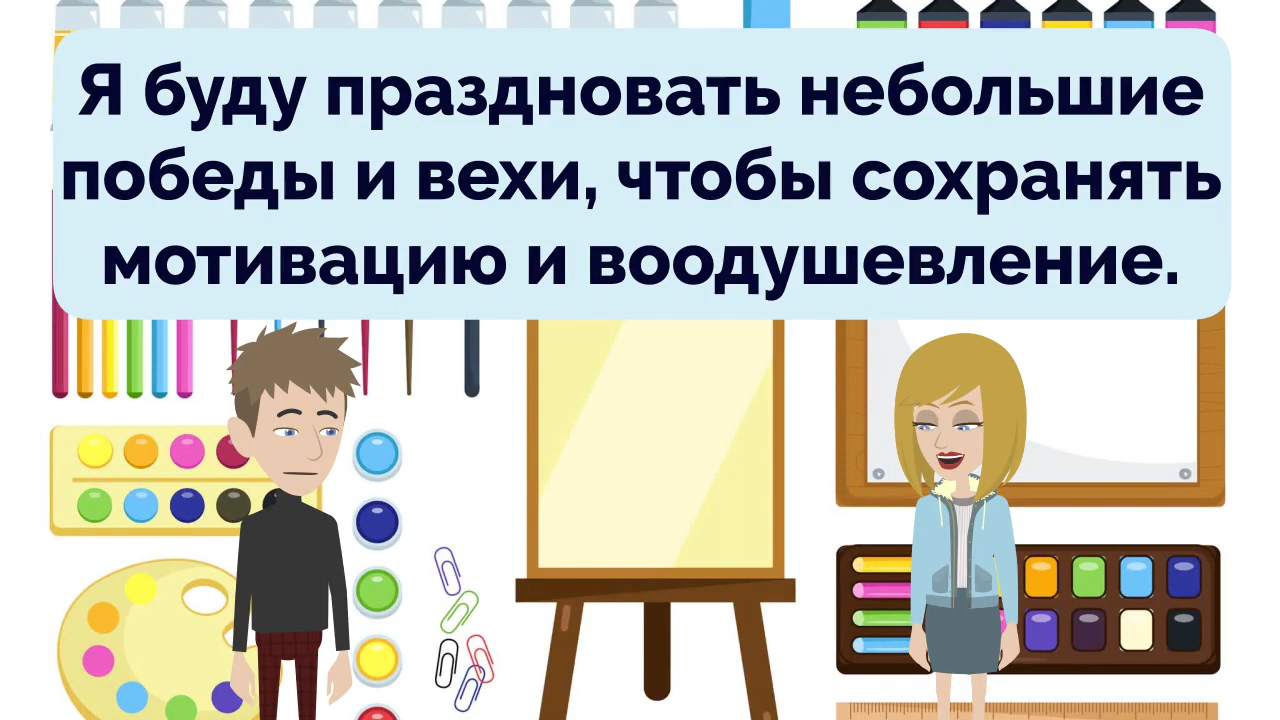 Я буду праздновать небольшие
победы и вехи, чтобы сохранять
мотивацию и воодушевление.